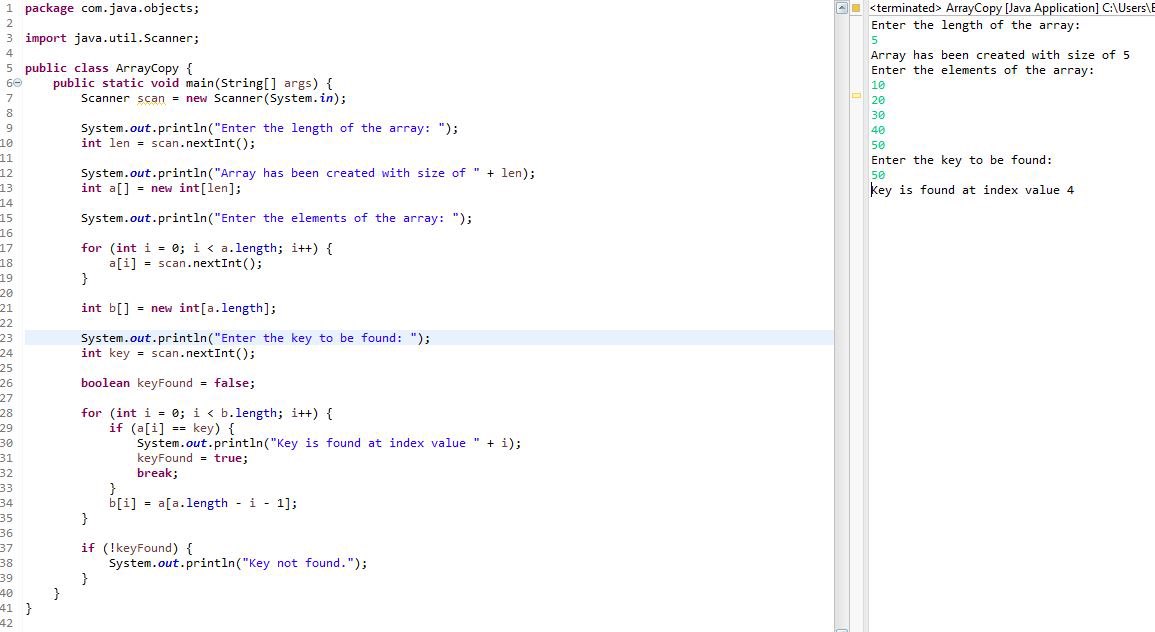 1 package com.java.objects;
2
3 import java.util.Scanner;
4
5 public class ArrayCopy {
6 public static void main(String[] args) {
7 Scanner scan = new Scanner(System.in);
8
9 System.out.println("Enter the length of the array: ");
10 int len = scan.nextInt();
11
12 System.out.println("Array has been created with size of " + len);
13 int a[] = new int[len];
14
15 System.out.println("Enter the elements of the array: ");
16
17 for (int i = 0; i < a.length; i++) {
18 a[i] = scan.nextInt();
19 }
20
21 int b[] = new int[a.length];
22
23 System.out.println("Enter the key to be found: ");
24 int key = scan.nextInt();
25
26 boolean keyFound = false;
27
28 for (int i = 0; i < b.length; i++) {
29 if (a[i] == key) {
30 System.out.println("Key is found at index value " + i);
31 keyFound = true;
32 break;
33 }
34 b[i] = a[a.length - i - 1];
35 }
36
37 if (!keyFound) {
38 System.out.println("Key not found.");
39 }
40 }
41 }
42
<terminated> ArrayCopy [Java Application] C:\Users\E
Enter the length of the array:
5
Array has been created with size of 5
Enter the elements of the array:
10
20
30
40
50
Enter the key to be found:
50
Key is found at index value 4